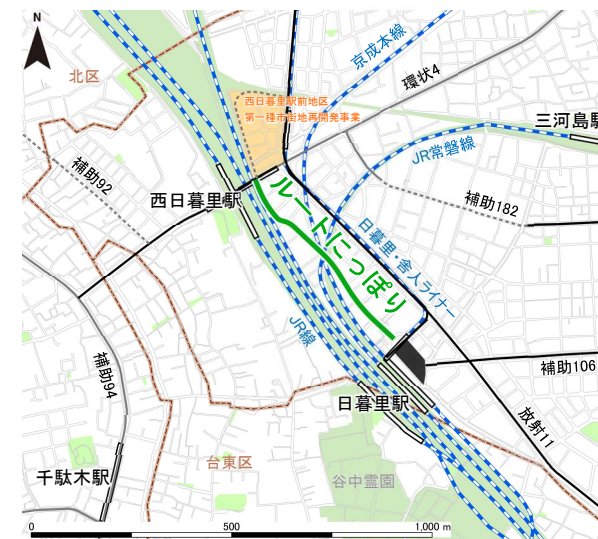 N
北区
京成本線
環状4
西日暮里駅前地区
第一種市街地再開発事業
三河島駅
JR常磐線
補助92
西日暮里駅
補助182
ルートにっぽり
日暮里・舎人ライナー
JR線
補助94
補助106
日暮里駅
放射11
台東区
千駄木駅
谷中霊園
0
500
1,000 m